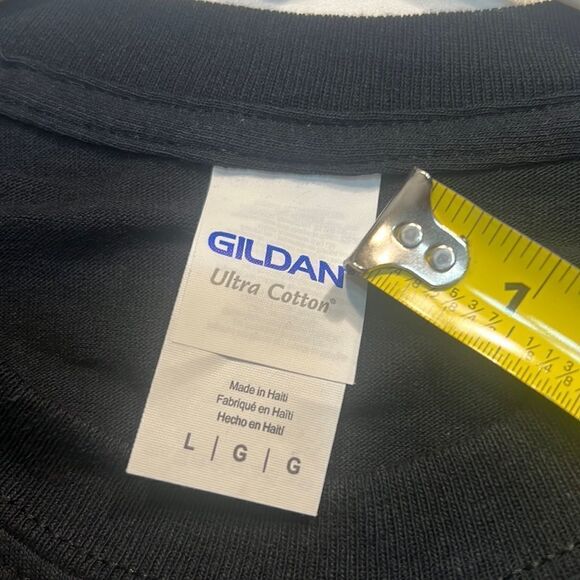 GILDAN
Ultra Cotton®
Made in Haiti
Fabriqué en Haïti
Hecho en Haití
L | G | G
1